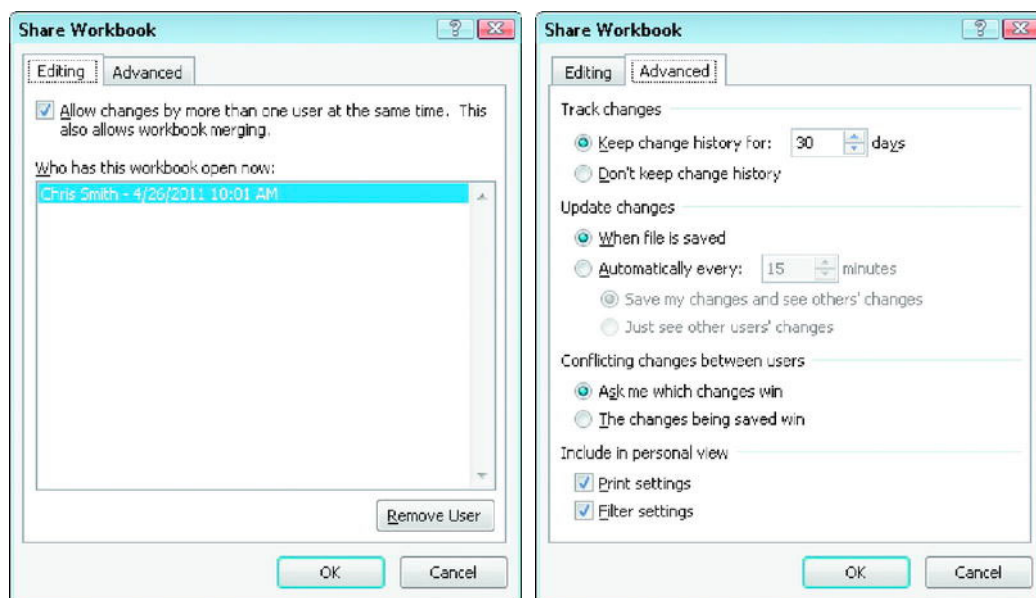 Share Workbook
Editing Advanced
Allow changes by more than one user at the same time. This
also allows workbook merging.
Who has this workbook open now:
Chris Smith - 4/26/2011 10:01 AM
Remove User
OK Cancel
Share Workbook
Editing Advanced
Track changes
Keep change history for: 30 days
Don't keep change history
Update changes
When file is saved
Automatically every: 15 minutes
Save my changes and see others' changes
Just see other users' changes
Conflicting changes between users
Ask me which changes win
The changes being saved win
Include in personal view
Print settings
Filter settings
OK Cancel